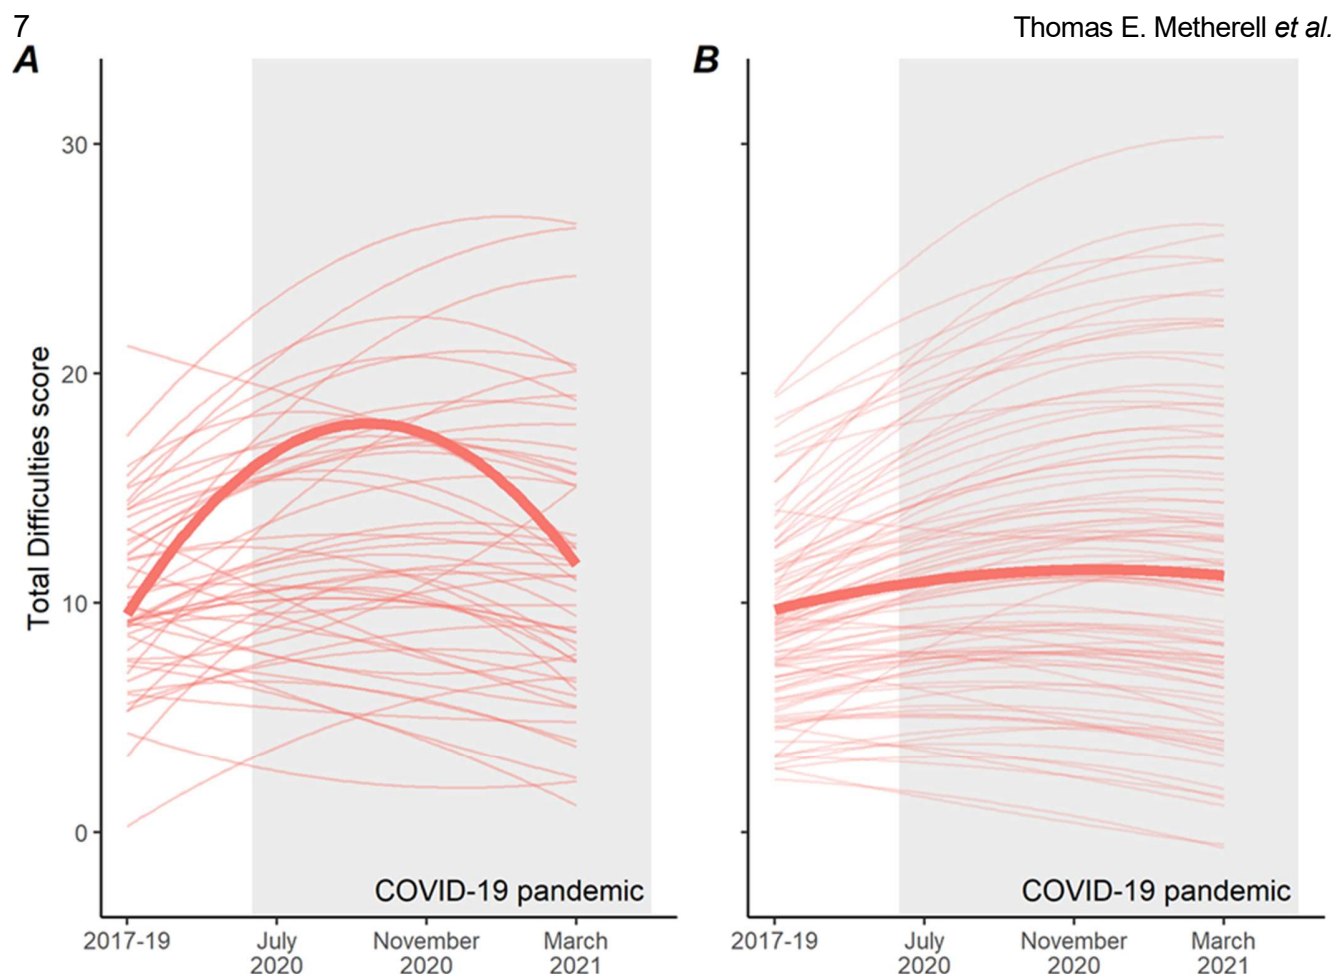 7
Thomas E. Metherell et al.
A
B
Total Difficulties score
30
20
10
0
COVID-19 pandemic
COVID-19 pandemic
2017-19
July
2020
November
2020
March
2021
2017-19
July
2020
November
2020
March
2021